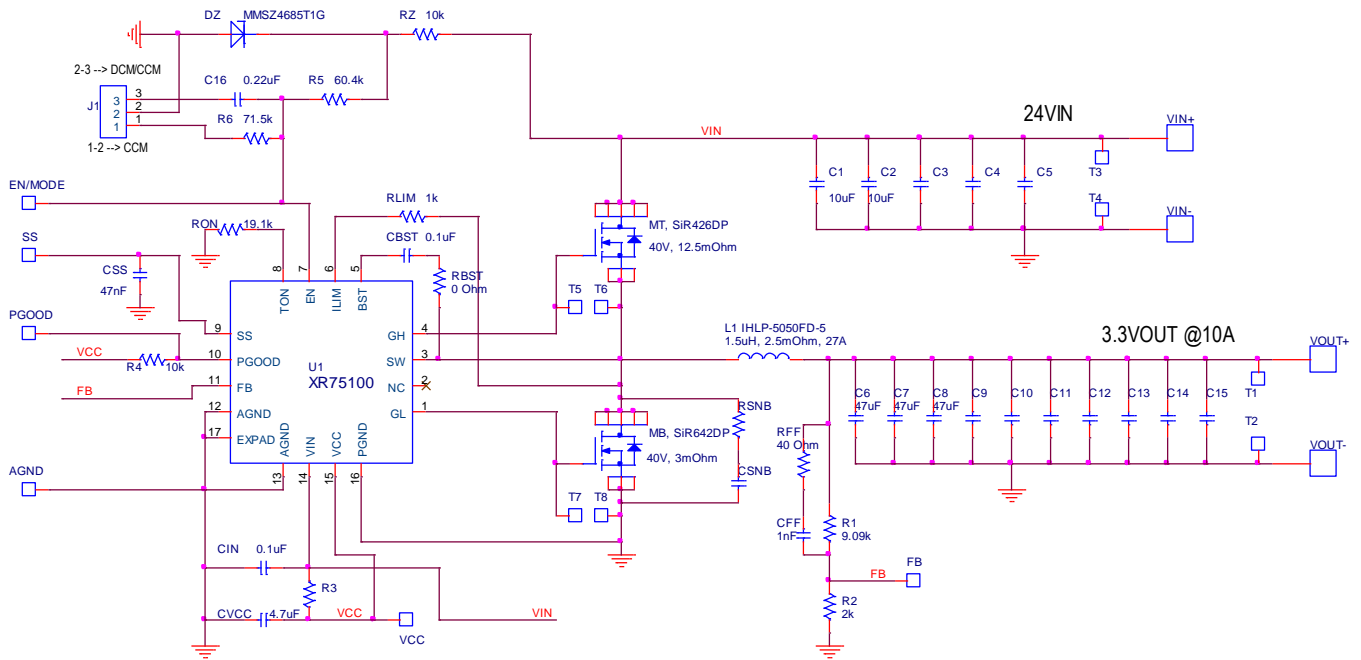 DZ MMSZ4685T1G
RZ 10k
2-3 --> DCM/CCM
C16 0.22uF
R5 60.4k
J1
3
2
1
R6 71.5k
1-2 --> CCM
24VIN
VIN
VIN+
C1
10uF
C2
10uF
C3
C4
C5
T3
T4
VIN-
EN/MODE
RLIM 1k
RON 19.1k
CBST 0.1uF
RBST
0 Ohm
MT, SiR426DP
40V, 12.5mOhm
SS
CSS
47nF
8
7
6
5
TON
EN
ILIM
BST
T5
T6
PGOOD
VCC
R4 10k
FB
9
SS
10
PGOOD
11
FB
12
AGND
17
EXPAD
U1
XR75100
GH
4
SW
3
NC
2
GL
1
AGND
VIN
VCC
PGND
13
14
15
16
L1 IHLP-5050FD-5
1.5uH, 2.5mOhm, 27A
3.3VOUT @10A
VOUT+
C6
47uF
C7
47uF
C8
47uF
C9
C10
C11
C12
C13
C14
C15
T1
T2
VOUT-
RSNB
MB, SiR642DP
40V, 3mOhm
CSNB
RFF
40 Ohm
AGND
T7
T8
CFF
1nF
R1
9.09k
CIN 0.1uF
R3
CVCC 4.7uF
VCC
VCC
VIN
FB
FB
R2
2k